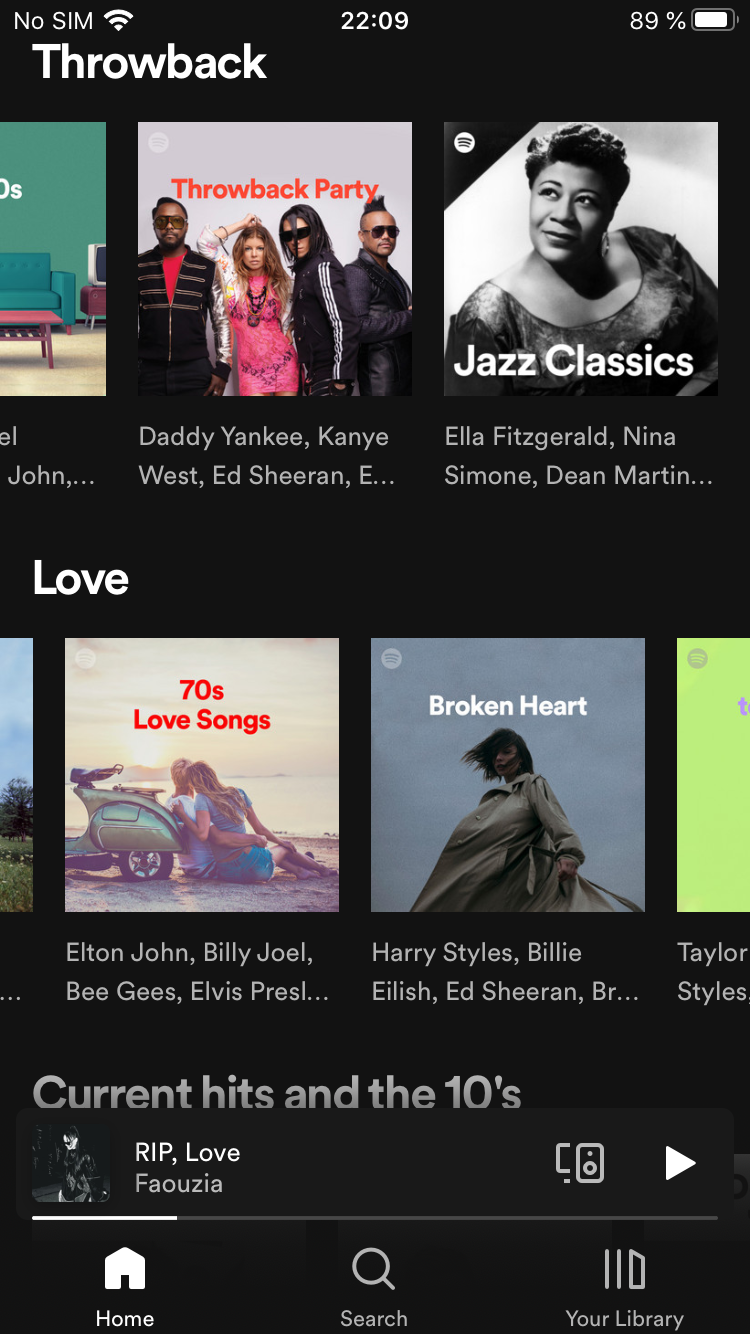 No SIM 22:09 89 %
Throwback
0s
Throwback Party
Jazz Classics
el
John,...
Daddy Yankee, Kanye
West, Ed Sheeran, E...
Ella Fitzgerald, Nina
Simone, Dean Martin...
Love
70s
Love Songs
Broken Heart
...
Elton John, Billy Joel,
Bee Gees, Elvis Presl...
Harry Styles, Billie
Eilish, Ed Sheeran, Br...
Taylor
Styles,
Current hits and the 10's
RIP, Love
Faouzia
Home Search Your Library